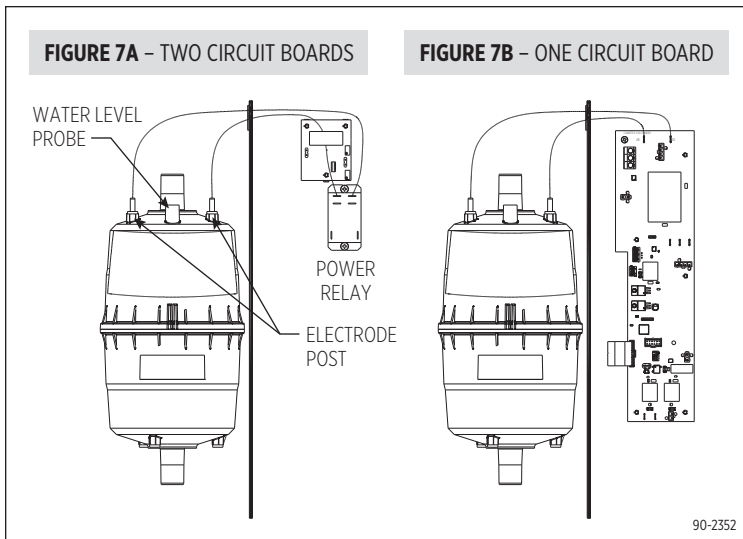 FIGURE 7A – TWO CIRCUIT BOARDS
FIGURE 7B – ONE CIRCUIT BOARD
WATER LEVEL
PROBE
POWER
RELAY
ELECTRODE
POST
90-2352